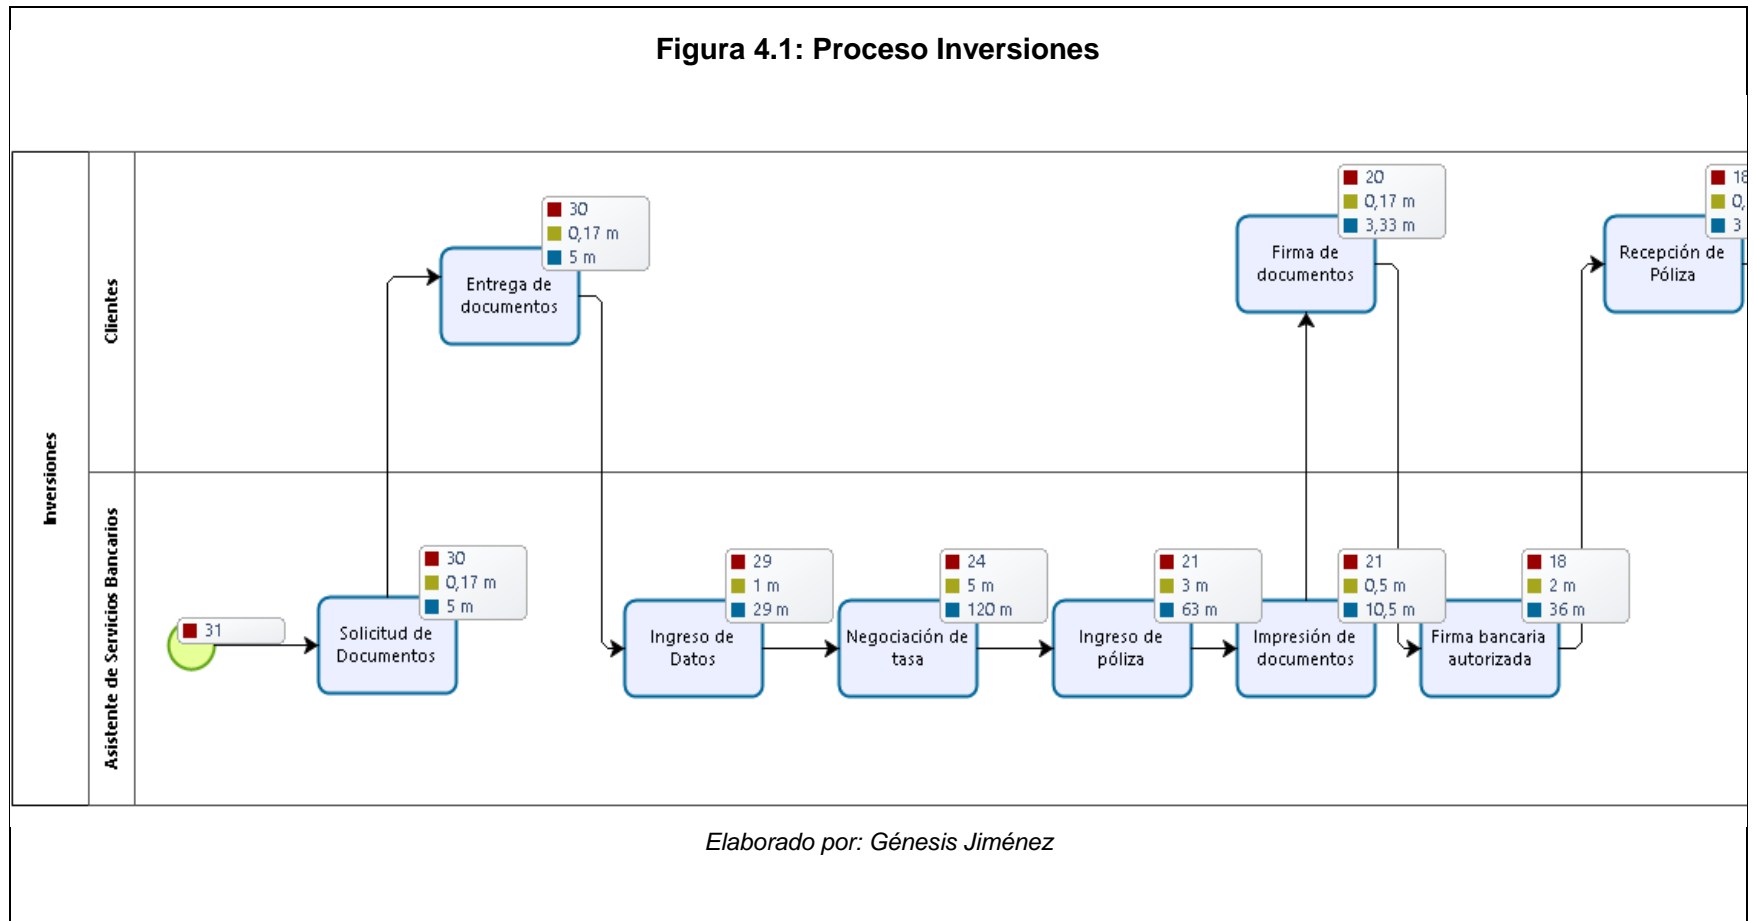 Figura 4.1: Proceso Inversiones
Inversiones
Clientes
30
0,17 m
5 m
Entrega de
documentos
20
0,17 m
3,33 m
Firma de
documentos
18
0,
3
Recepción de
Póliza
Asistente de Servicios Bancarios
31
30
0,17 m
5 m
Solicitud de
Documentos
29
1 m
29 m
Ingreso de
Datos
24
5 m
120 m
Negociación de
tasa
21
3 m
63 m
Ingreso de
póliza
21
0,5 m
10,5 m
Impresión de
documentos
18
2 m
36 m
Firma bancaria
autorizada
Elaborado por: Génesis Jiménez